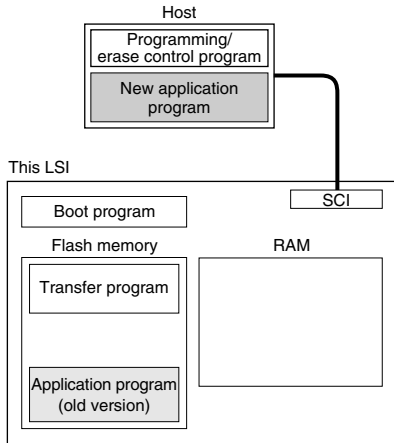 Host
Programming/
erase control program
New application
program
This LSI
SCI
Boot program
Flash memory
RAM
Transfer program
Application program
(old version)